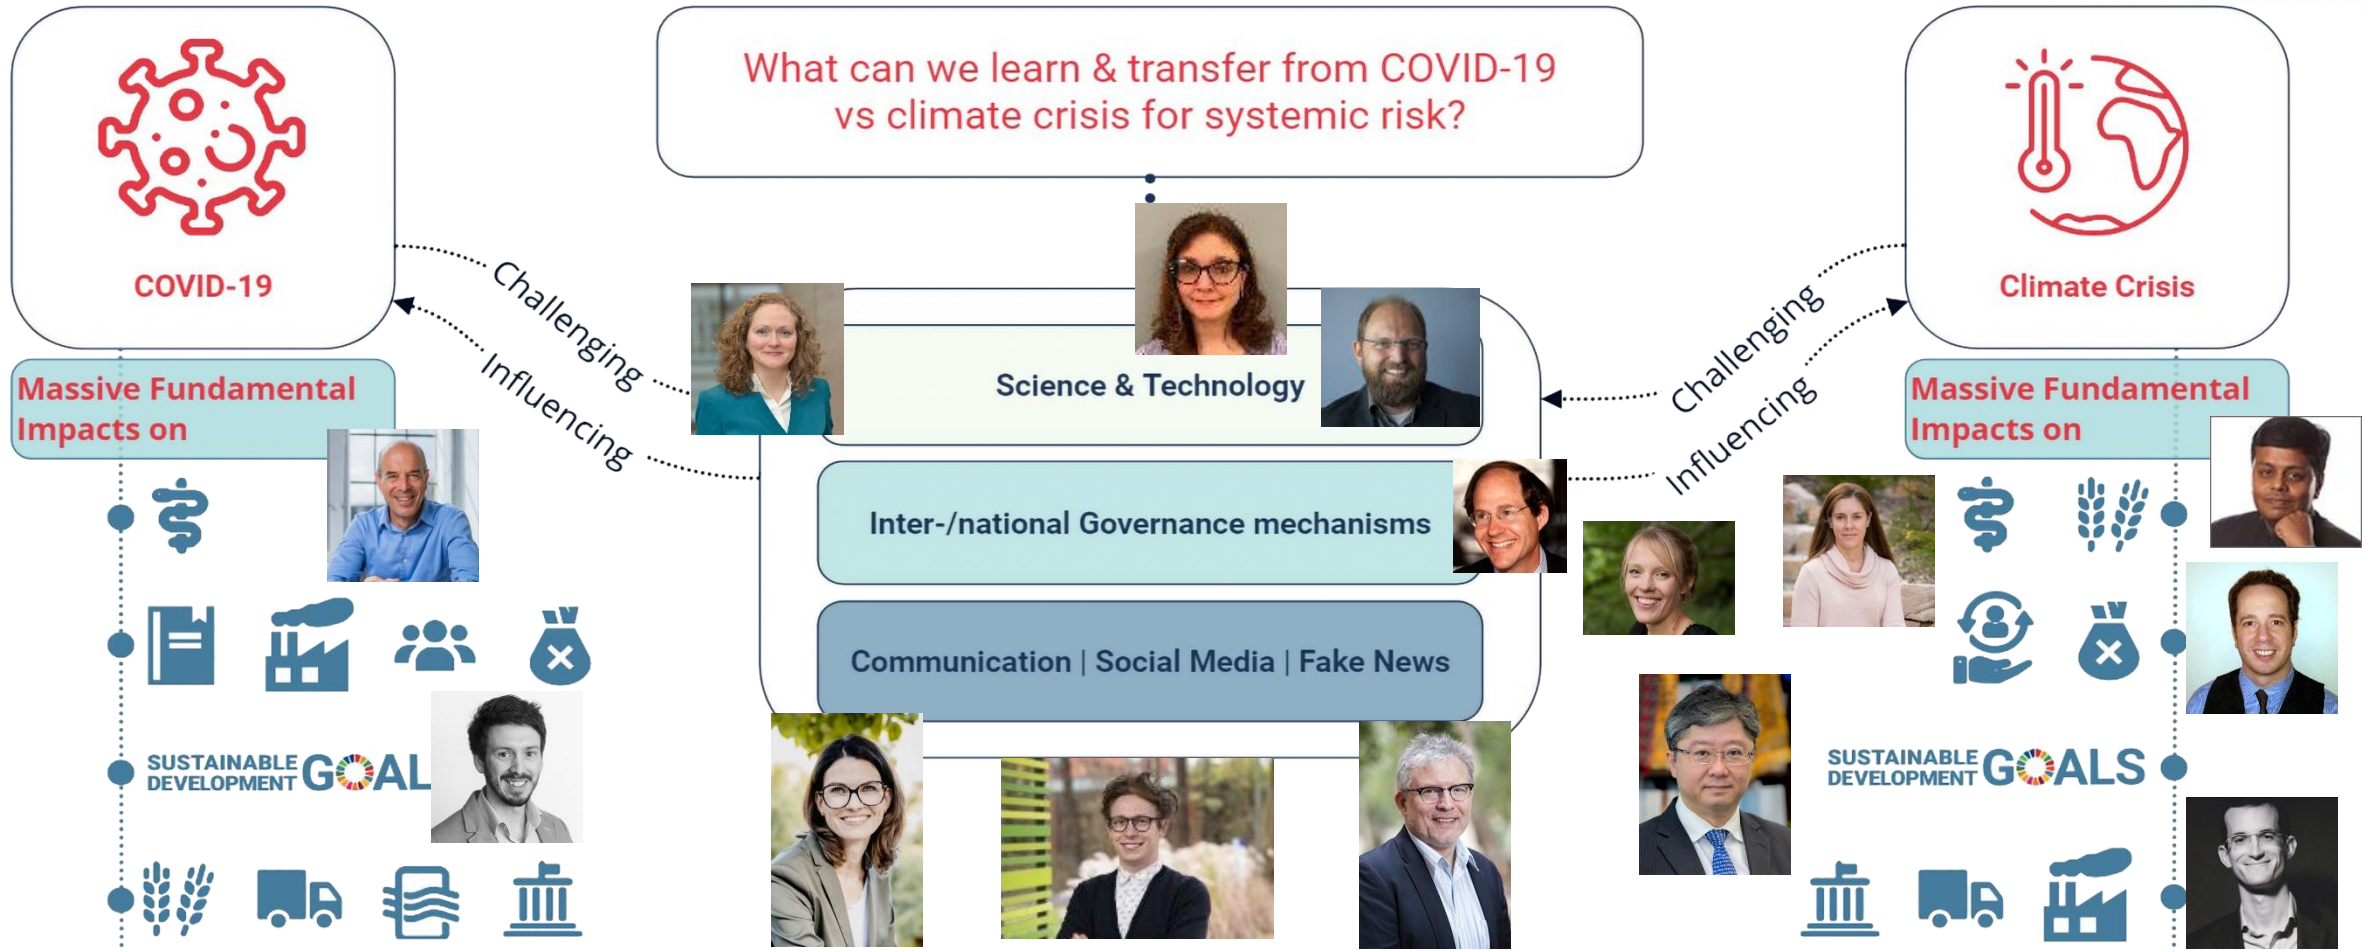 What can we learn & transfer from COVID-19
vs climate crisis for systemic risk?
COVID-19
Massive Fundamental
Impacts on
SUSTAINABLE
DEVELOPMENT GOAL
Challenging
Influencing
Science & Technology
Inter-/national Governance mechanisms
Communication | Social Media | Fake News
Challenging
Influencing
Climate Crisis
Massive Fundamental
Impacts on
SUSTAINABLE
DEVELOPMENT GOALS